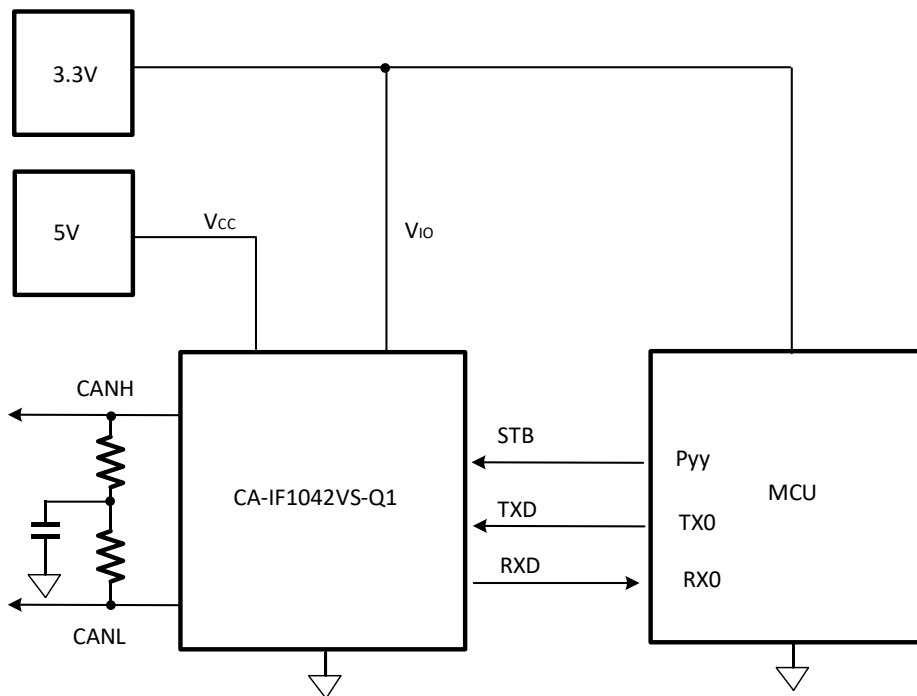 3.3V
5V
VCC
VIO
CANH
STB
Pyy
CA-IF1042VS-Q1
MCU
TXD
TX0
RXD
RX0
CANL